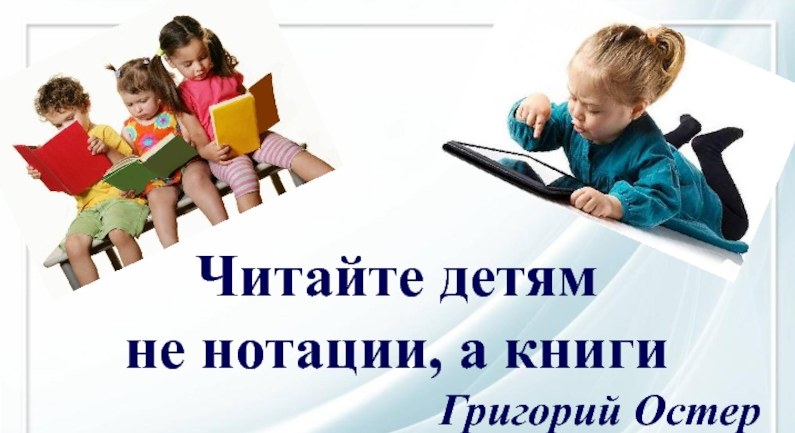 Читайте детям
не нотации, а книги
Григорий Остер